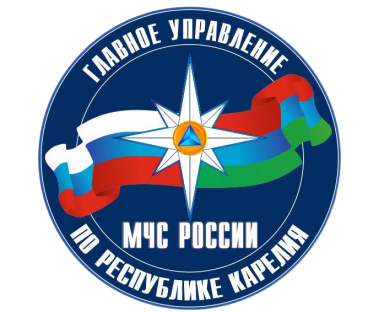 ГЛАВНОЕ УПРАВЛЕНИЕ
МЧС РОССИИ
ПО РЕСПУБЛИКЕ КАРЕЛИЯ